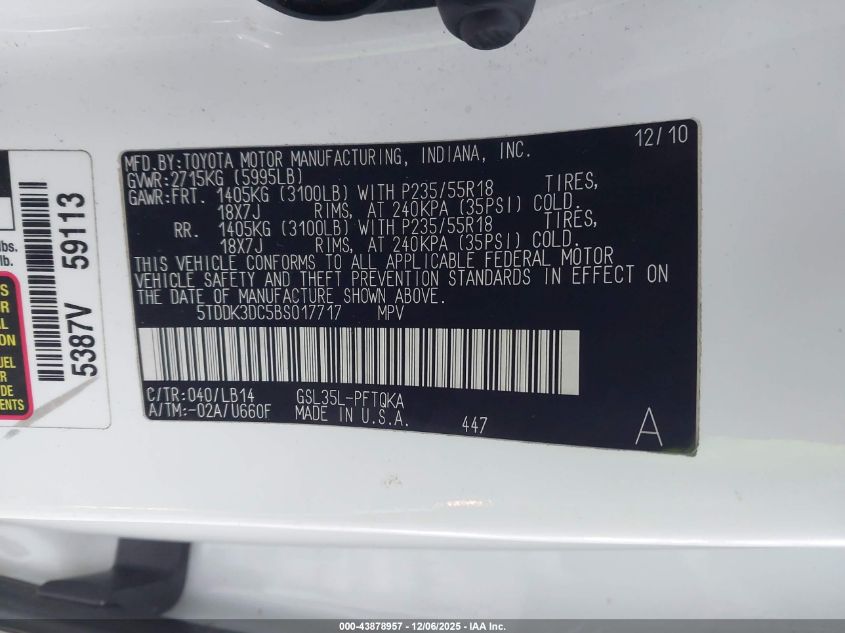 12/10
MFD.BY:TOYOTA MOTOR MANUFACTURING, INDIANA, INC.
GVWR:2715KG (5995LB)
GAWR:FRT. 1405KG (3100LB) WITH P235/55R18 TIRES,
18X7J RIMS, AT 240KPA (35PSI) COLD.
RR. 1405KG (3100LB) WITH P235/55R18 TIRES,
18X7J RIMS, AT 240KPA (35PSI) COLD.
THIS VEHICLE CONFORMS TO ALL APPLICABLE FEDERAL MOTOR
VEHICLE SAFETY AND THEFT PREVENTION STANDARDS IN EFFECT ON
THE DATE OF MANUFACTURE SHOWN ABOVE.
5TDDK3DC5BS017717 MPV
C/TR:040/LB14 GSL35L-PFTQKA
A/TM:-02A/U660F MADE IN U.S.A.
447
A
5387V 59113
lbs.
lb.
000-43878957 - 12/06/2025 - IAA Inc.